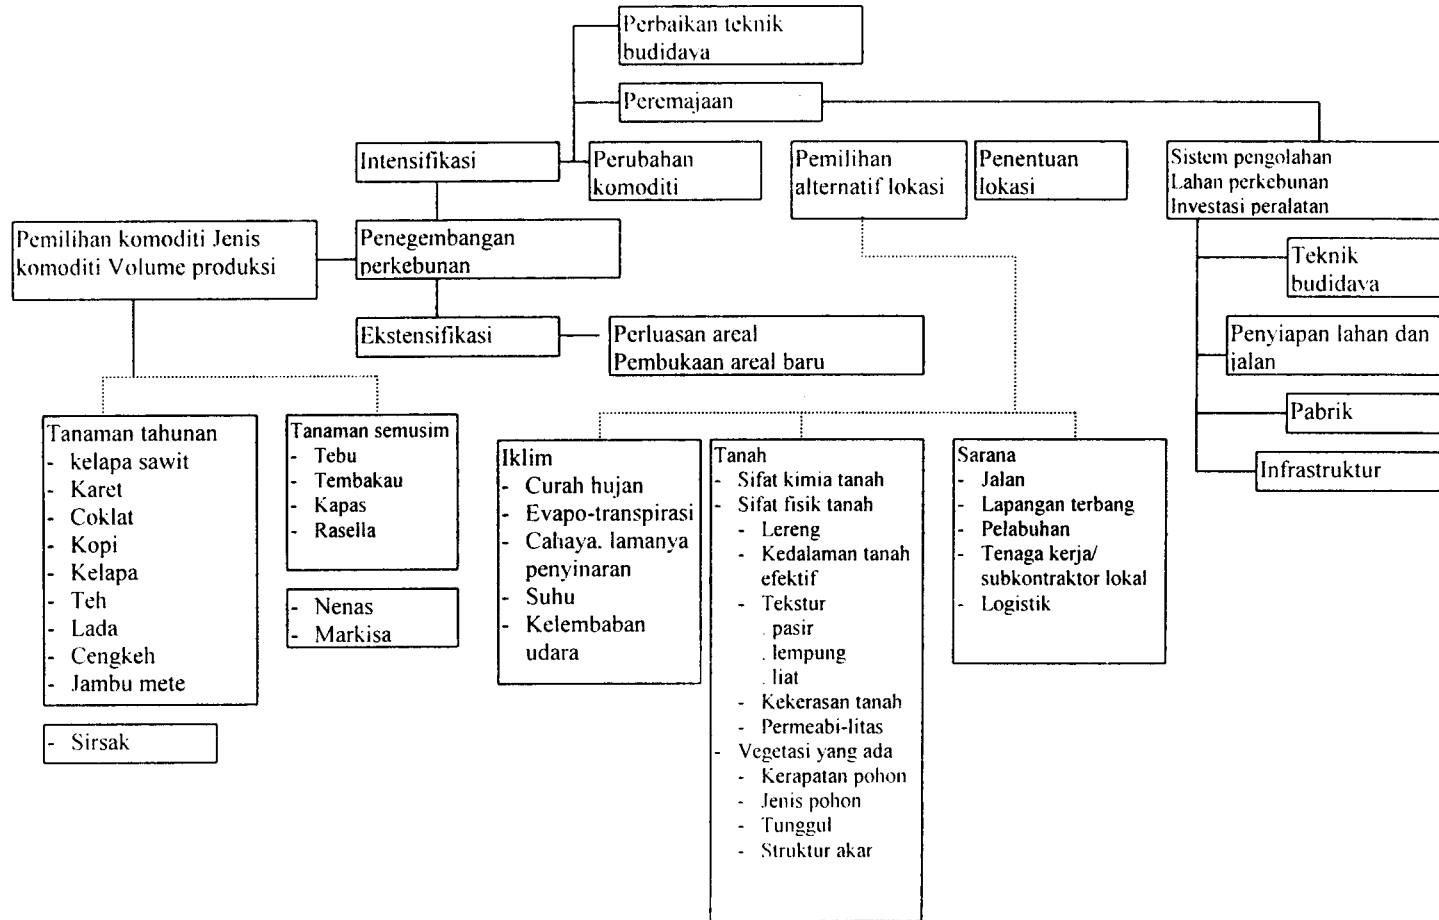 Perbaikan teknik
budidaya
Peremajaan
Intensifikasi
Perubahan
komoditi
Pemilihan
alternatif lokasi
Penentuan
lokasi
Sistem pengolahan
Lahan perkebunan
Investasi peralatan
Pemilihan komoditi Jenis
komoditi Volume produksi
Penegembangan
perkebunan
Teknik
budidaya
Ekstensifikasi
Perluasan areal
Pembukaan areal baru
Penyiapan lahan dan
jalan
Pabrik
Infrastruktur
Tanaman tahunan
- kelapa sawit
- Karet
- Coklat
- Kopi
- Kelapa
- Teh
- Lada
- Cengkeh
- Jambu mete
- Sirsak
Tanaman semusim
- Tebu
- Tembakau
- Kapas
- Rasella
- Nenas
- Markisa
Iklim
- Curah hujan
- Evapo-transpirasi
- Cahaya. lamanya
penyinaran
- Suhu
- Kelembaban
udara
Tanah
- Sifat kimia tanah
- Sifat fisik tanah
- Lereng
- Kedalaman tanah
efektif
- Tekstur
. pasir
. lempung
. liat
- Kekerasan tanah
- Permeabi-litas
- Vegetasi yang ada
- Kerapatan pohon
- Jenis pohon
- Tunggul
- Struktur akar
Sarana
- Jalan
- Lapangan terbang
- Pelabuhan
- Tenaga kerja/
subkontraktor lokal
- Logistik